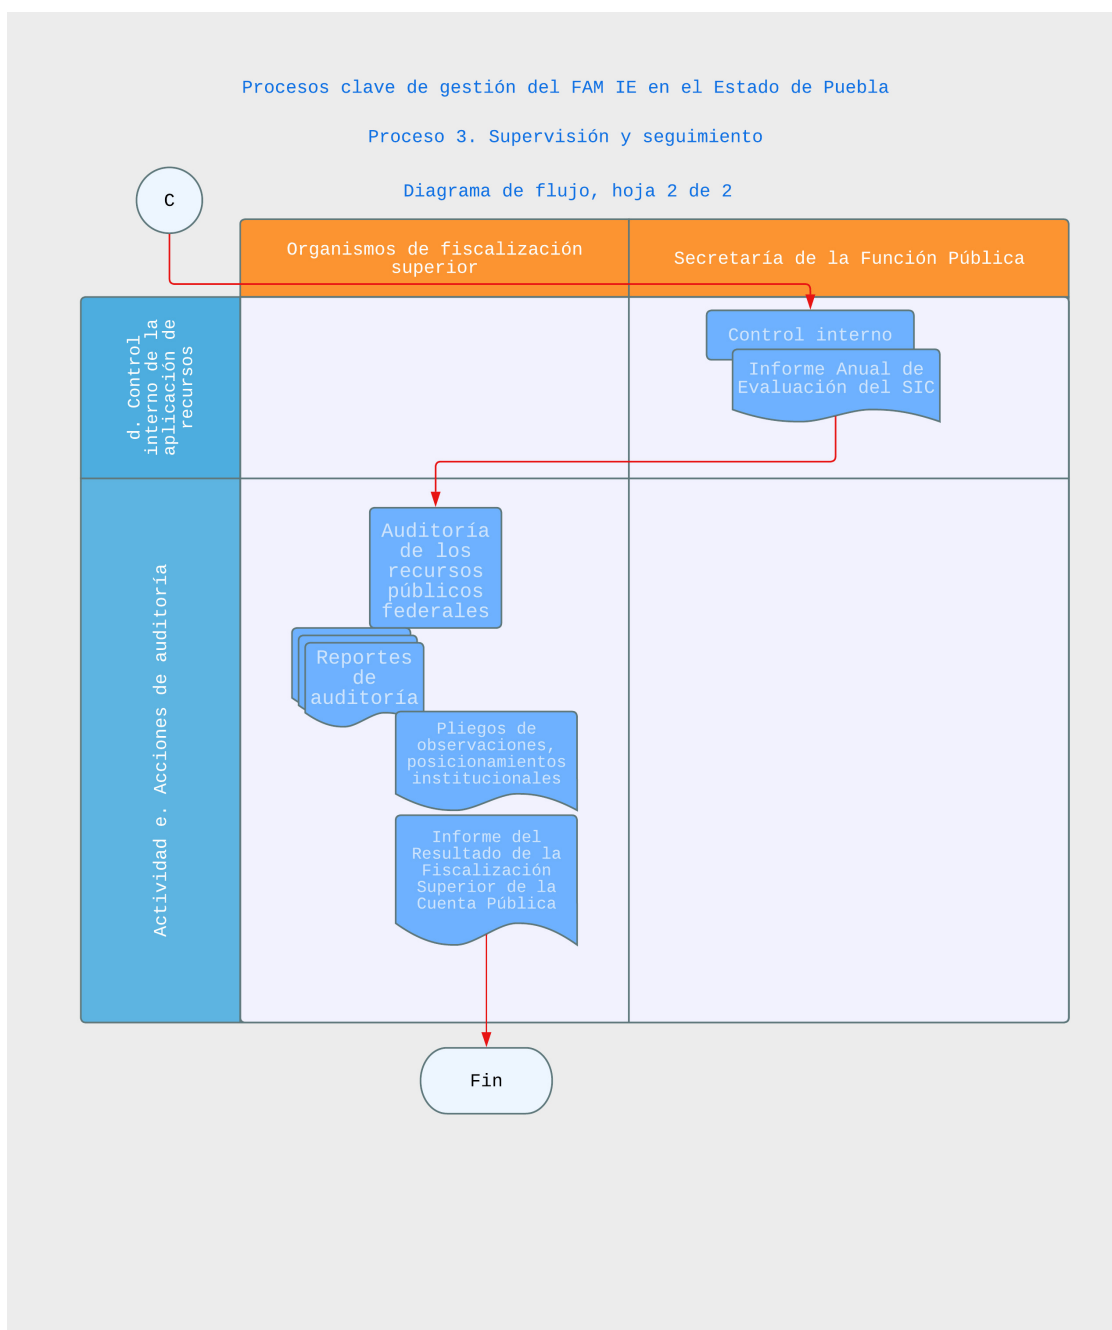 Procesos clave de gestión del FAM IE en el Estado de Puebla
Proceso 3. Supervisión y seguimiento
Diagrama de flujo, hoja 2 de 2
C
Organismos de fiscalización
superior
Secretaría de la Función Pública
d. Control
interno de la
aplicación de
recursos
Control interno
Informe Anual de
Evaluación del SIC
Actividad e. Acciones de auditoría
Auditoría
de los
recursos
públicos
federales
Reportes
de
auditoría
Pliegos de
observaciones,
posicionamientos
institucionales
Informe del
Resultado de la
Fiscalización
Superior de la
Cuenta Pública
Fin